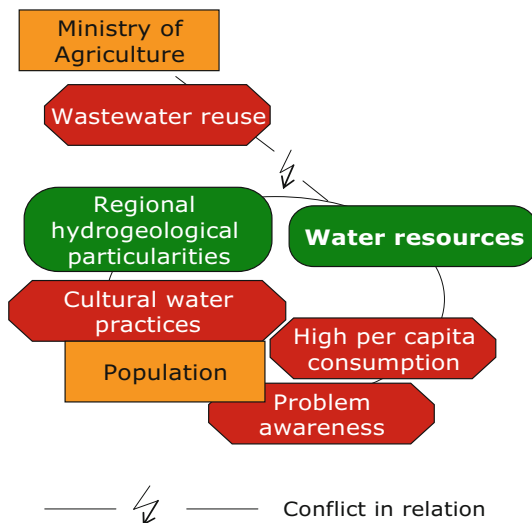 Ministry of
Agriculture
Wastewater reuse
Regional
hydrogeological
particularities
Water resources
Cultural water
practices
High per capita
consumption
Population
Problem
awareness
Conflict in relation